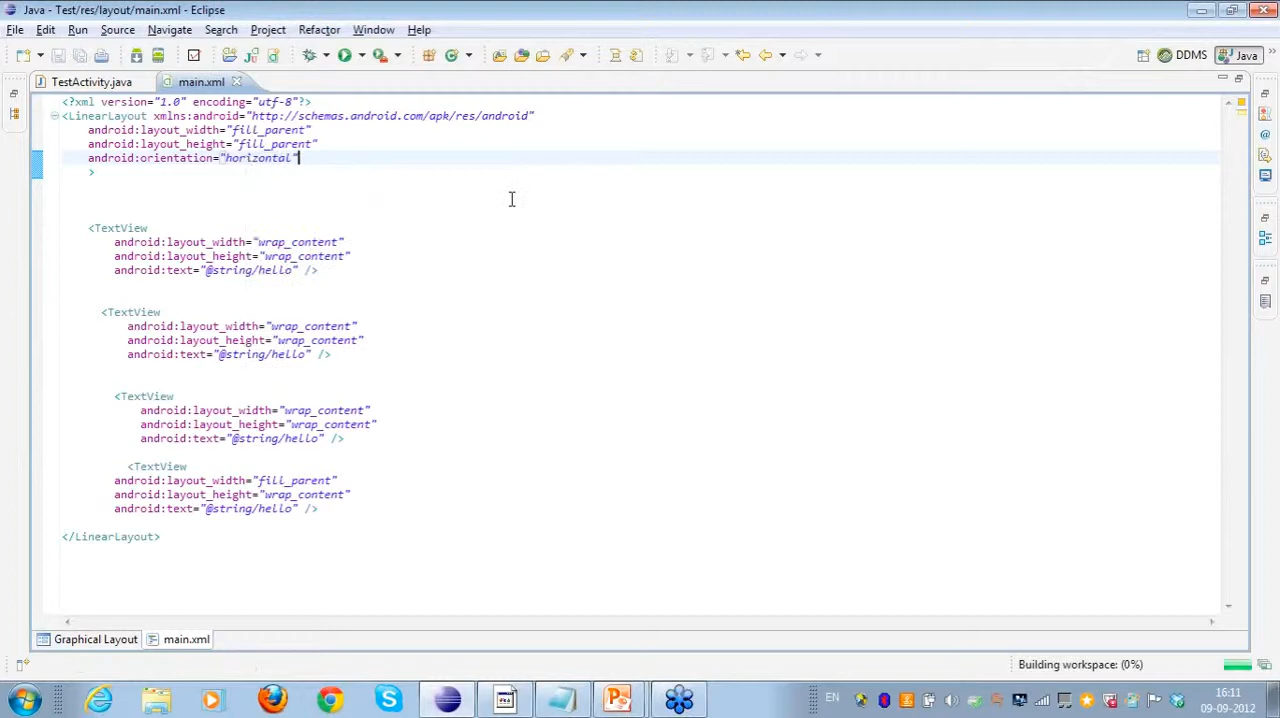 Java - Test/res/layout/main.xml - Eclipse
File Edit Run Source Refactor Navigate Search Project Refactor Window Help
DDMS Java
TestActivity.java main.xml
<?xml version="1.0" encoding="utf-8"?>
<LinearLayout xmlns:android="http://schemas.android.com/apk/res/android"
android:layout_width="fill_parent"
android:layout_height="fill_parent"
android:orientation="horizontal"
>
<TextView
android:layout_width="wrap_content"
android:layout_height="wrap_content"
android:text="@string/hello" />
<TextView
android:layout_width="wrap_content"
android:layout_height="wrap_content"
android:text="@string/hello" />
<TextView
android:layout_width="wrap_content"
android:layout_height="wrap_content"
android:text="@string/hello" />
<TextView
android:layout_width="fill_parent"
android:layout_height="wrap_content"
android:text="@string/hello" />
</LinearLayout>
Graphical Layout main.xml
Building workspace: (0%)
EN 16:11
09-09-2012